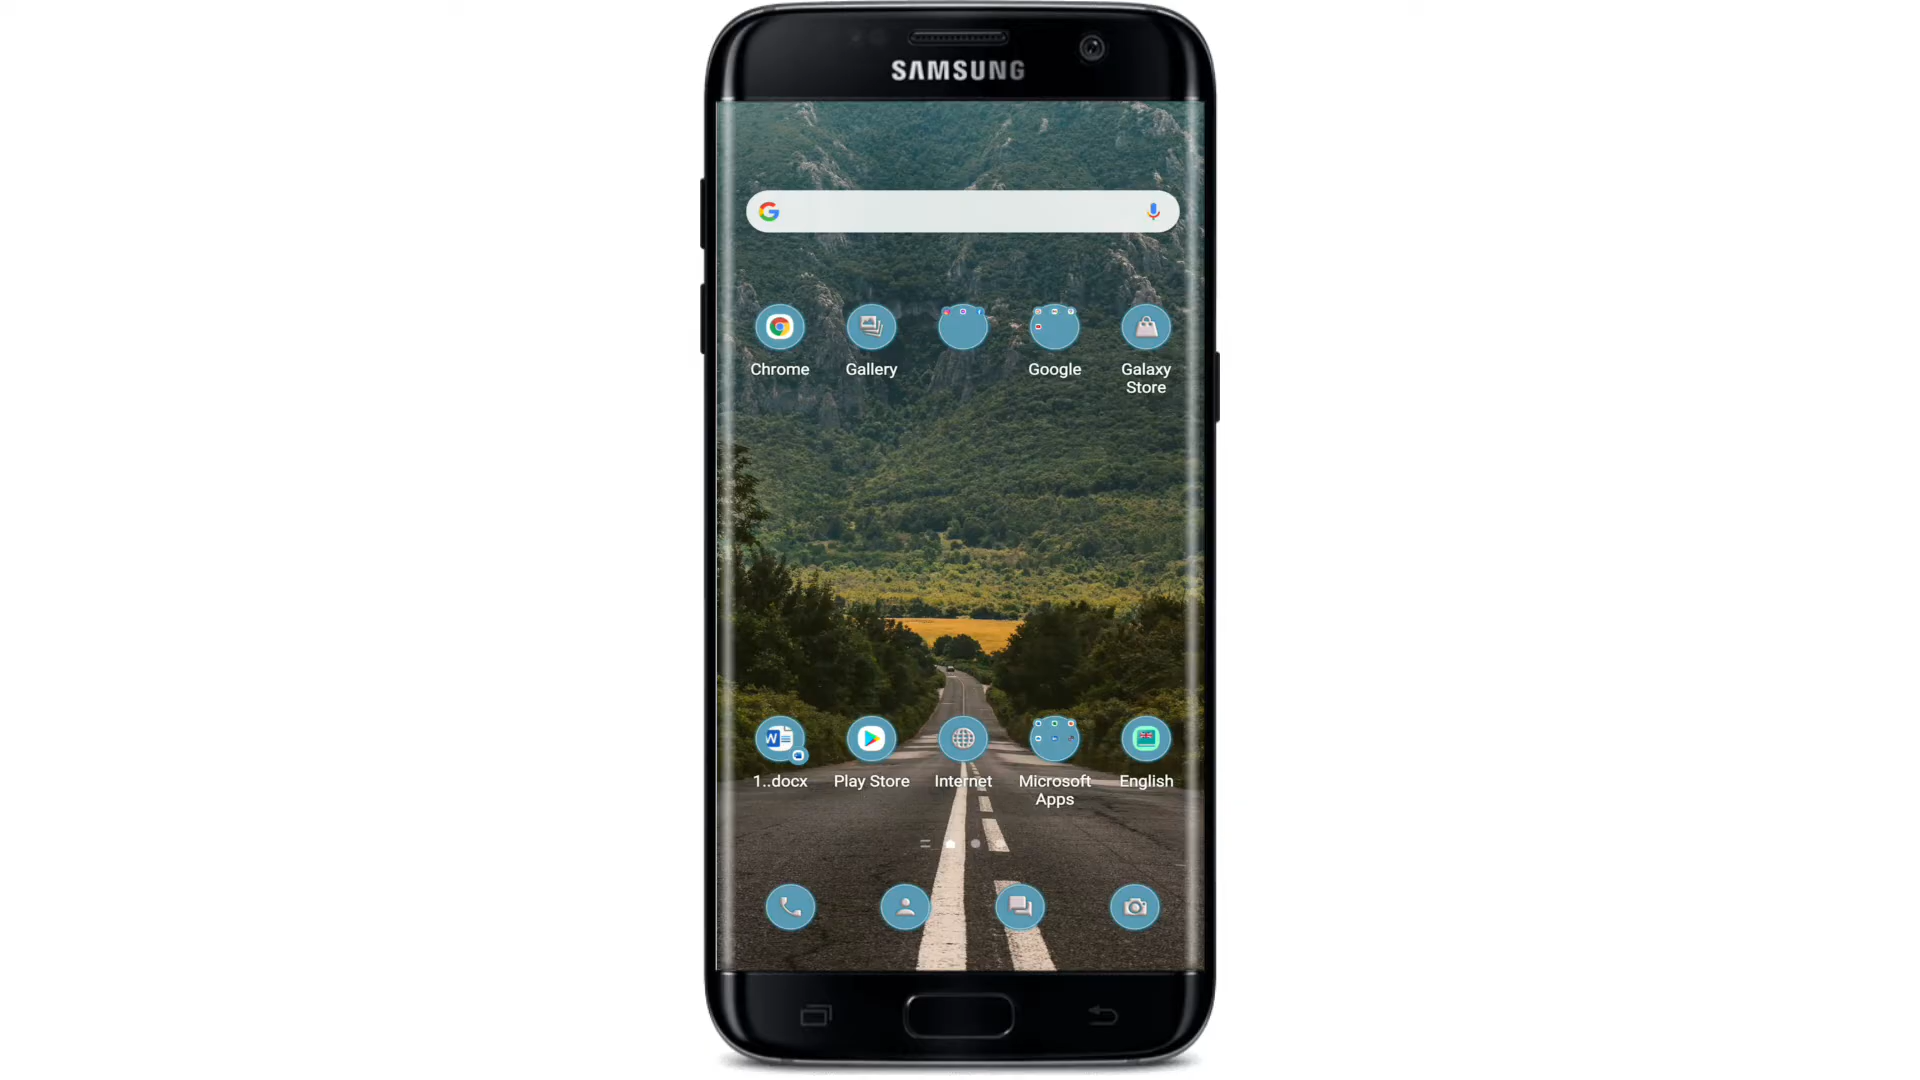 SAMSUNG
Chrome
Gallery
Google
Galaxy
Store
1..docx
Play Store
Internet
Microsoft
Apps
English